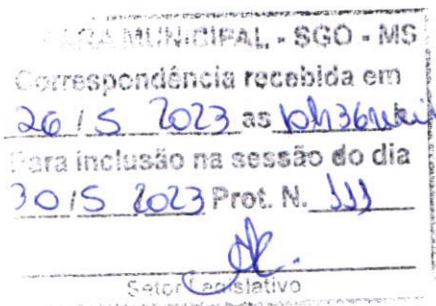 CÂMARA MUNICIPAL - SGO - MS
Correspondência recebida em
26 / 5 2023 as 10h36min
Para inclusão na sessão do dia
30 / 5 2023 Prot. N.
Setor Legislativo